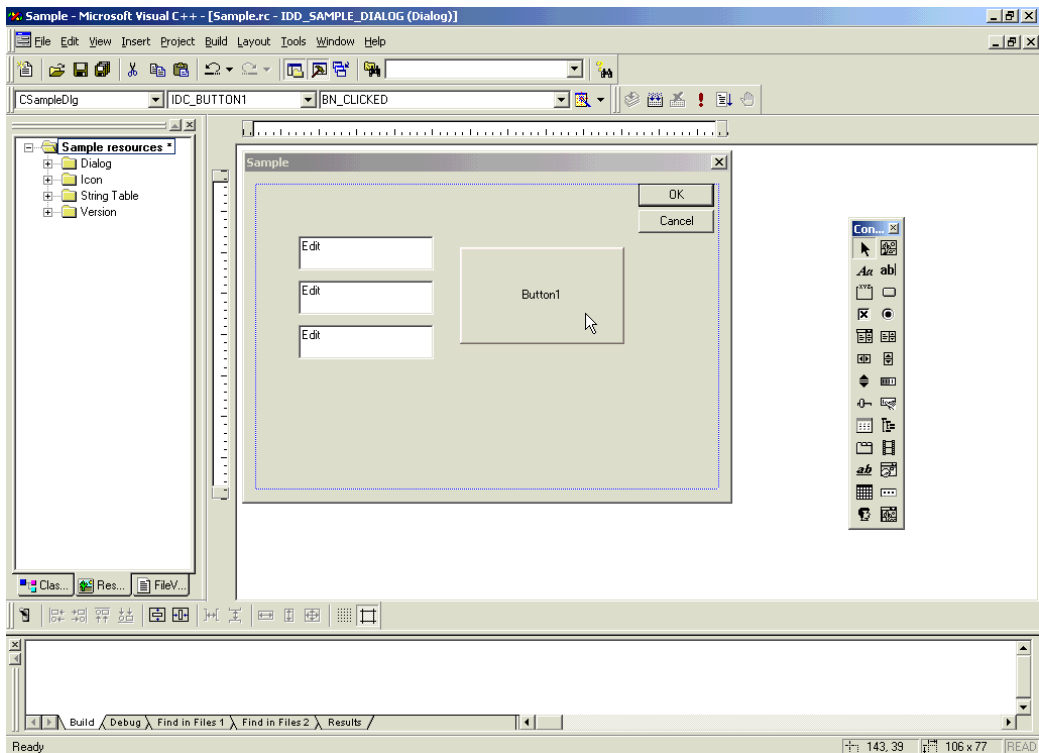 Sample - Microsoft Visual C++ - [Sample.rc - IDD_SAMPLE_DIALOG (Dialog)]
File Edit View Insert Project Build Layout Tools Window Help
CSampleDlg IDC_BUTTON1 BN_CLICKED
Sample resources *
Dialog
Icon
String Table
Version
Sample
OK
Cancel
Edit
Edit
Edit
Button1
Con...
Aa ab
ab
Clas... Res... FileV...
Build Debug Find in Files 1 Find in Files 2 Results
Ready 143, 39 106 x 77 READ